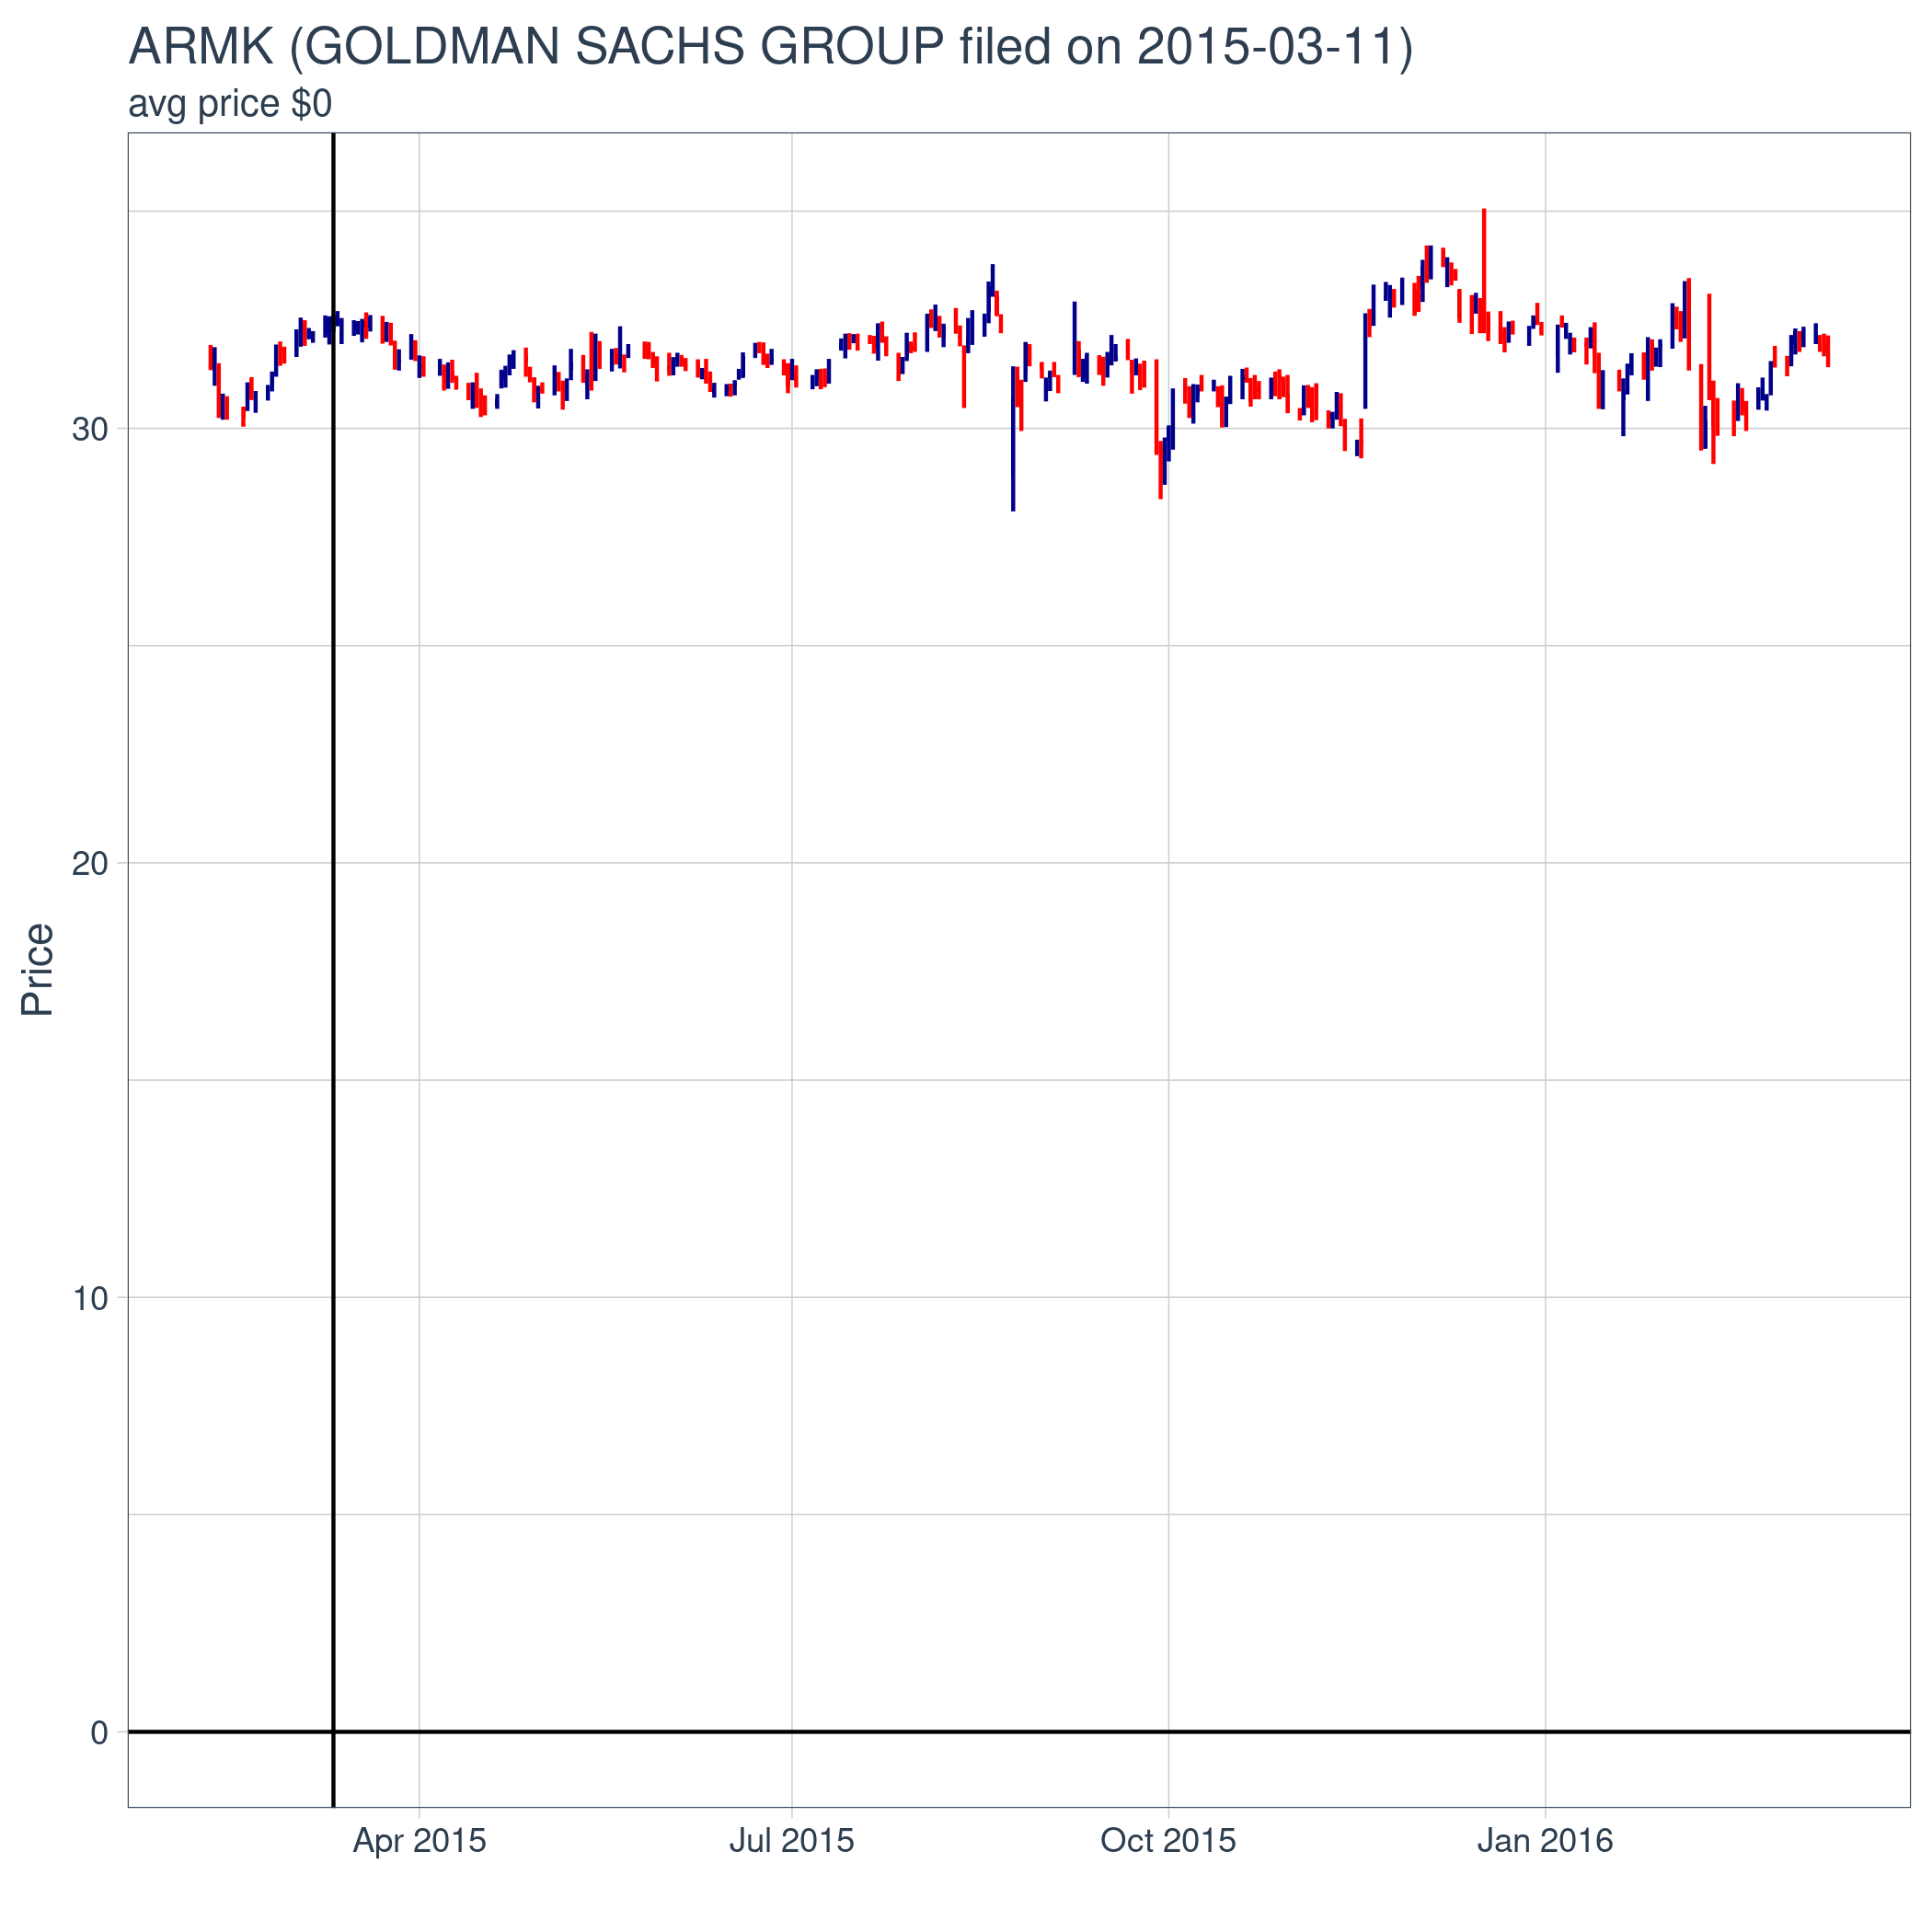 ARMK (GOLDMAN SACHS GROUP filed on 2015-03-11)
avg price $0
Price
30
20
10
0
Apr 2015
Jul 2015
Oct 2015
Jan 2016